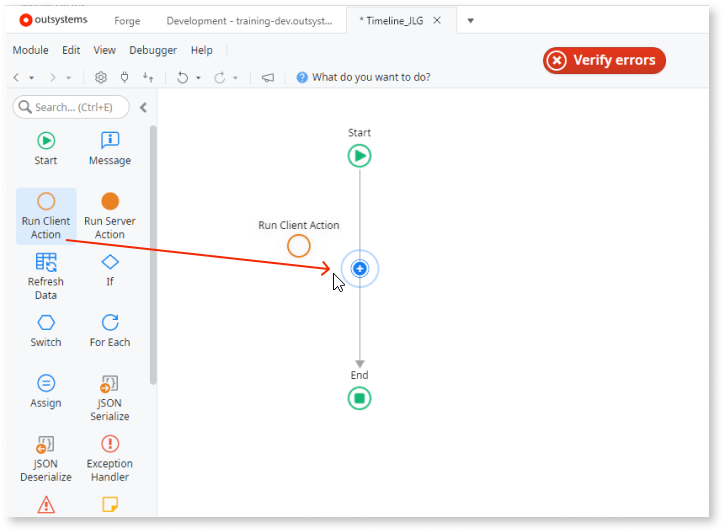 outsystems
Forge
Development - training-dev.outsyst...
* Timeline_JLG
Module Edit View Debugger Help
Verify errors
What do you want to do?
Search... (Ctrl+E)
Start
Message
Run Client
Action
Run Server
Action
Refresh
Data
If
Switch
For Each
Assign
JSON
Serialize
JSON
Deserialize
Exception
Handler
Start
Run Client Action
End